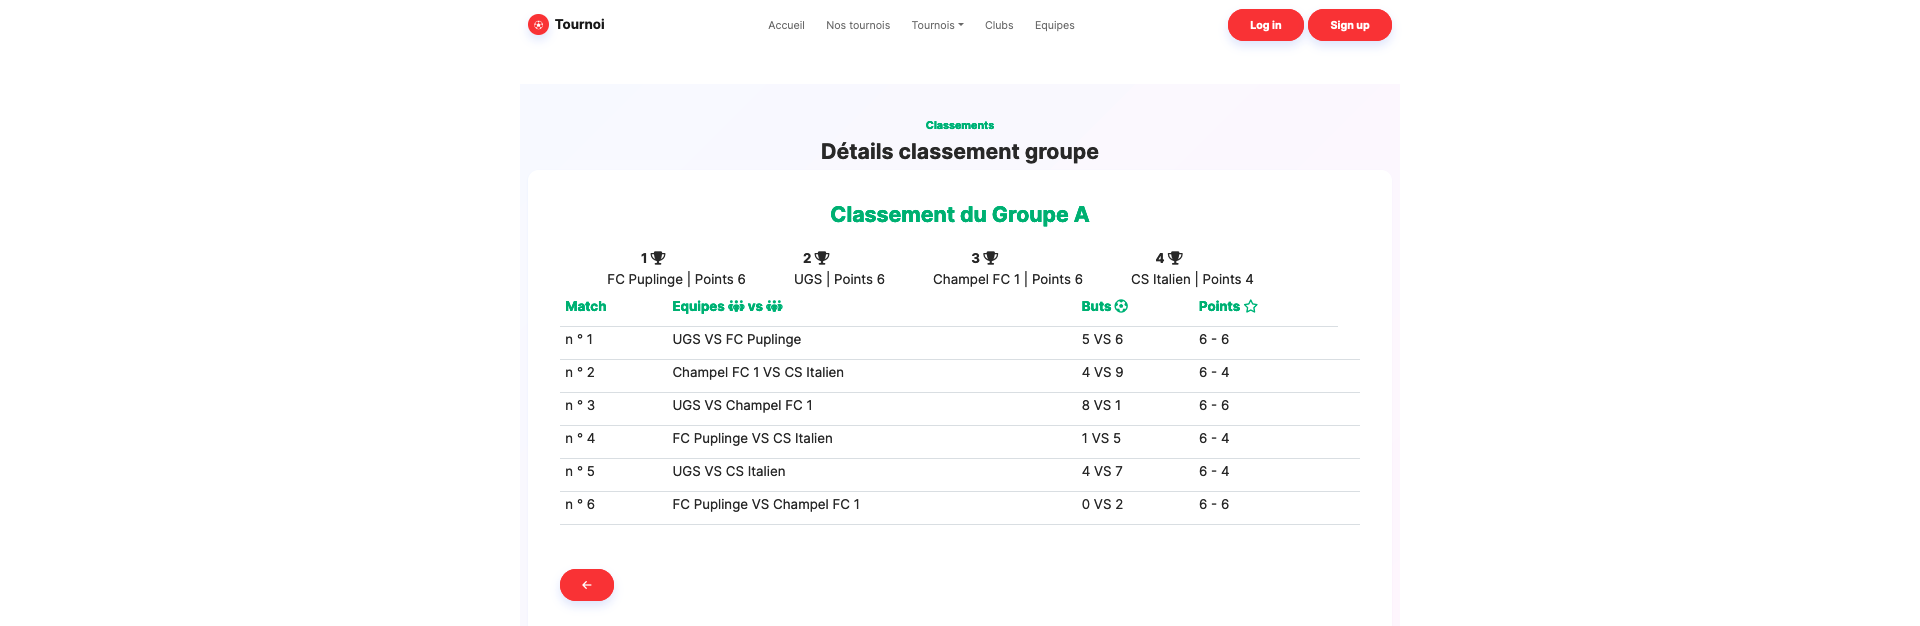 Tournoi Accueil Nos tournois Tournois Clubs Equipes Log in Sign up
Classements
Détails classement groupe
Classement du Groupe A
1 2 3 4
FC Puplinge | Points 6 UGS | Points 6 Champel FC 1 | Points 6 CS Italien | Points 4
Match Equipes vs Buts Points
n ° 1 UGS VS FC Puplinge 5 VS 6 6 - 6
n ° 2 Champel FC 1 VS CS Italien 4 VS 9 6 - 4
n ° 3 UGS VS Champel FC 1 8 VS 1 6 - 6
n ° 4 FC Puplinge VS CS Italien 1 VS 5 6 - 4
n ° 5 UGS VS CS Italien 4 VS 7 6 - 4
n ° 6 FC Puplinge VS Champel FC 1 0 VS 2 6 - 6